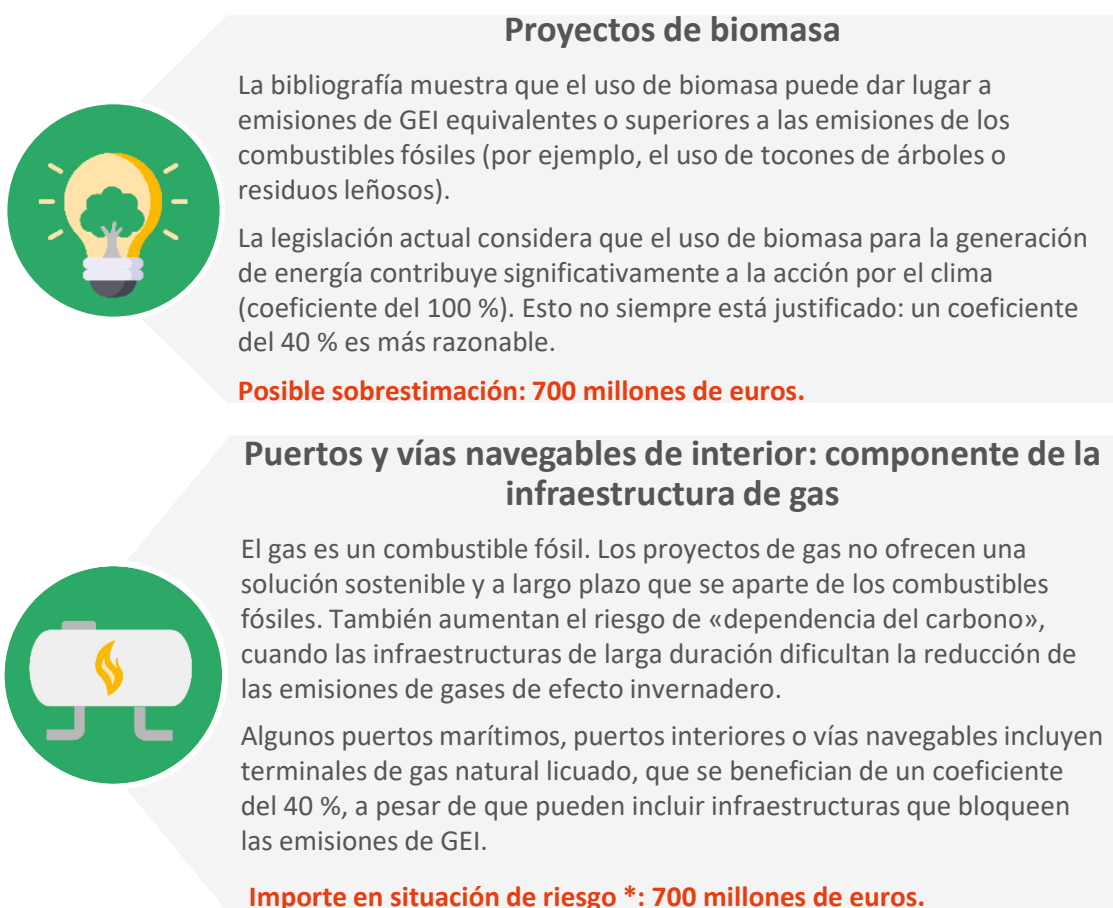 Proyectos de biomasa
La bibliografía muestra que el uso de biomasa puede dar lugar a
emisiones de GEI equivalentes o superiores a las emisiones de los
combustibles fósiles (por ejemplo, el uso de tocones de árboles o
residuos leñosos).
La legislación actual considera que el uso de biomasa para la generación
de energía contribuye significativamente a la acción por el clima
(coeficiente del 100 %). Esto no siempre está justificado: un coeficiente
del 40 % es más razonable.
Posible sobrestimación: 700 millones de euros.
Puertos y vías navegables de interior: componente de la
infraestructura de gas
El gas es un combustible fósil. Los proyectos de gas no ofrecen una
solución sostenible y a largo plazo que se aparte de los combustibles
fósiles. También aumentan el riesgo de «dependencia del carbono»,
cuando las infraestructuras de larga duración dificultan la reducción de
las emisiones de gases de efecto invernadero.
Algunos puertos marítimos, puertos interiores o vías navegables incluyen
terminales de gas natural licuado, que se benefician de un coeficiente
del 40 %, a pesar de que pueden incluir infraestructuras que bloqueen
las emisiones de GEI.
Importe en situación de riesgo *: 700 millones de euros.